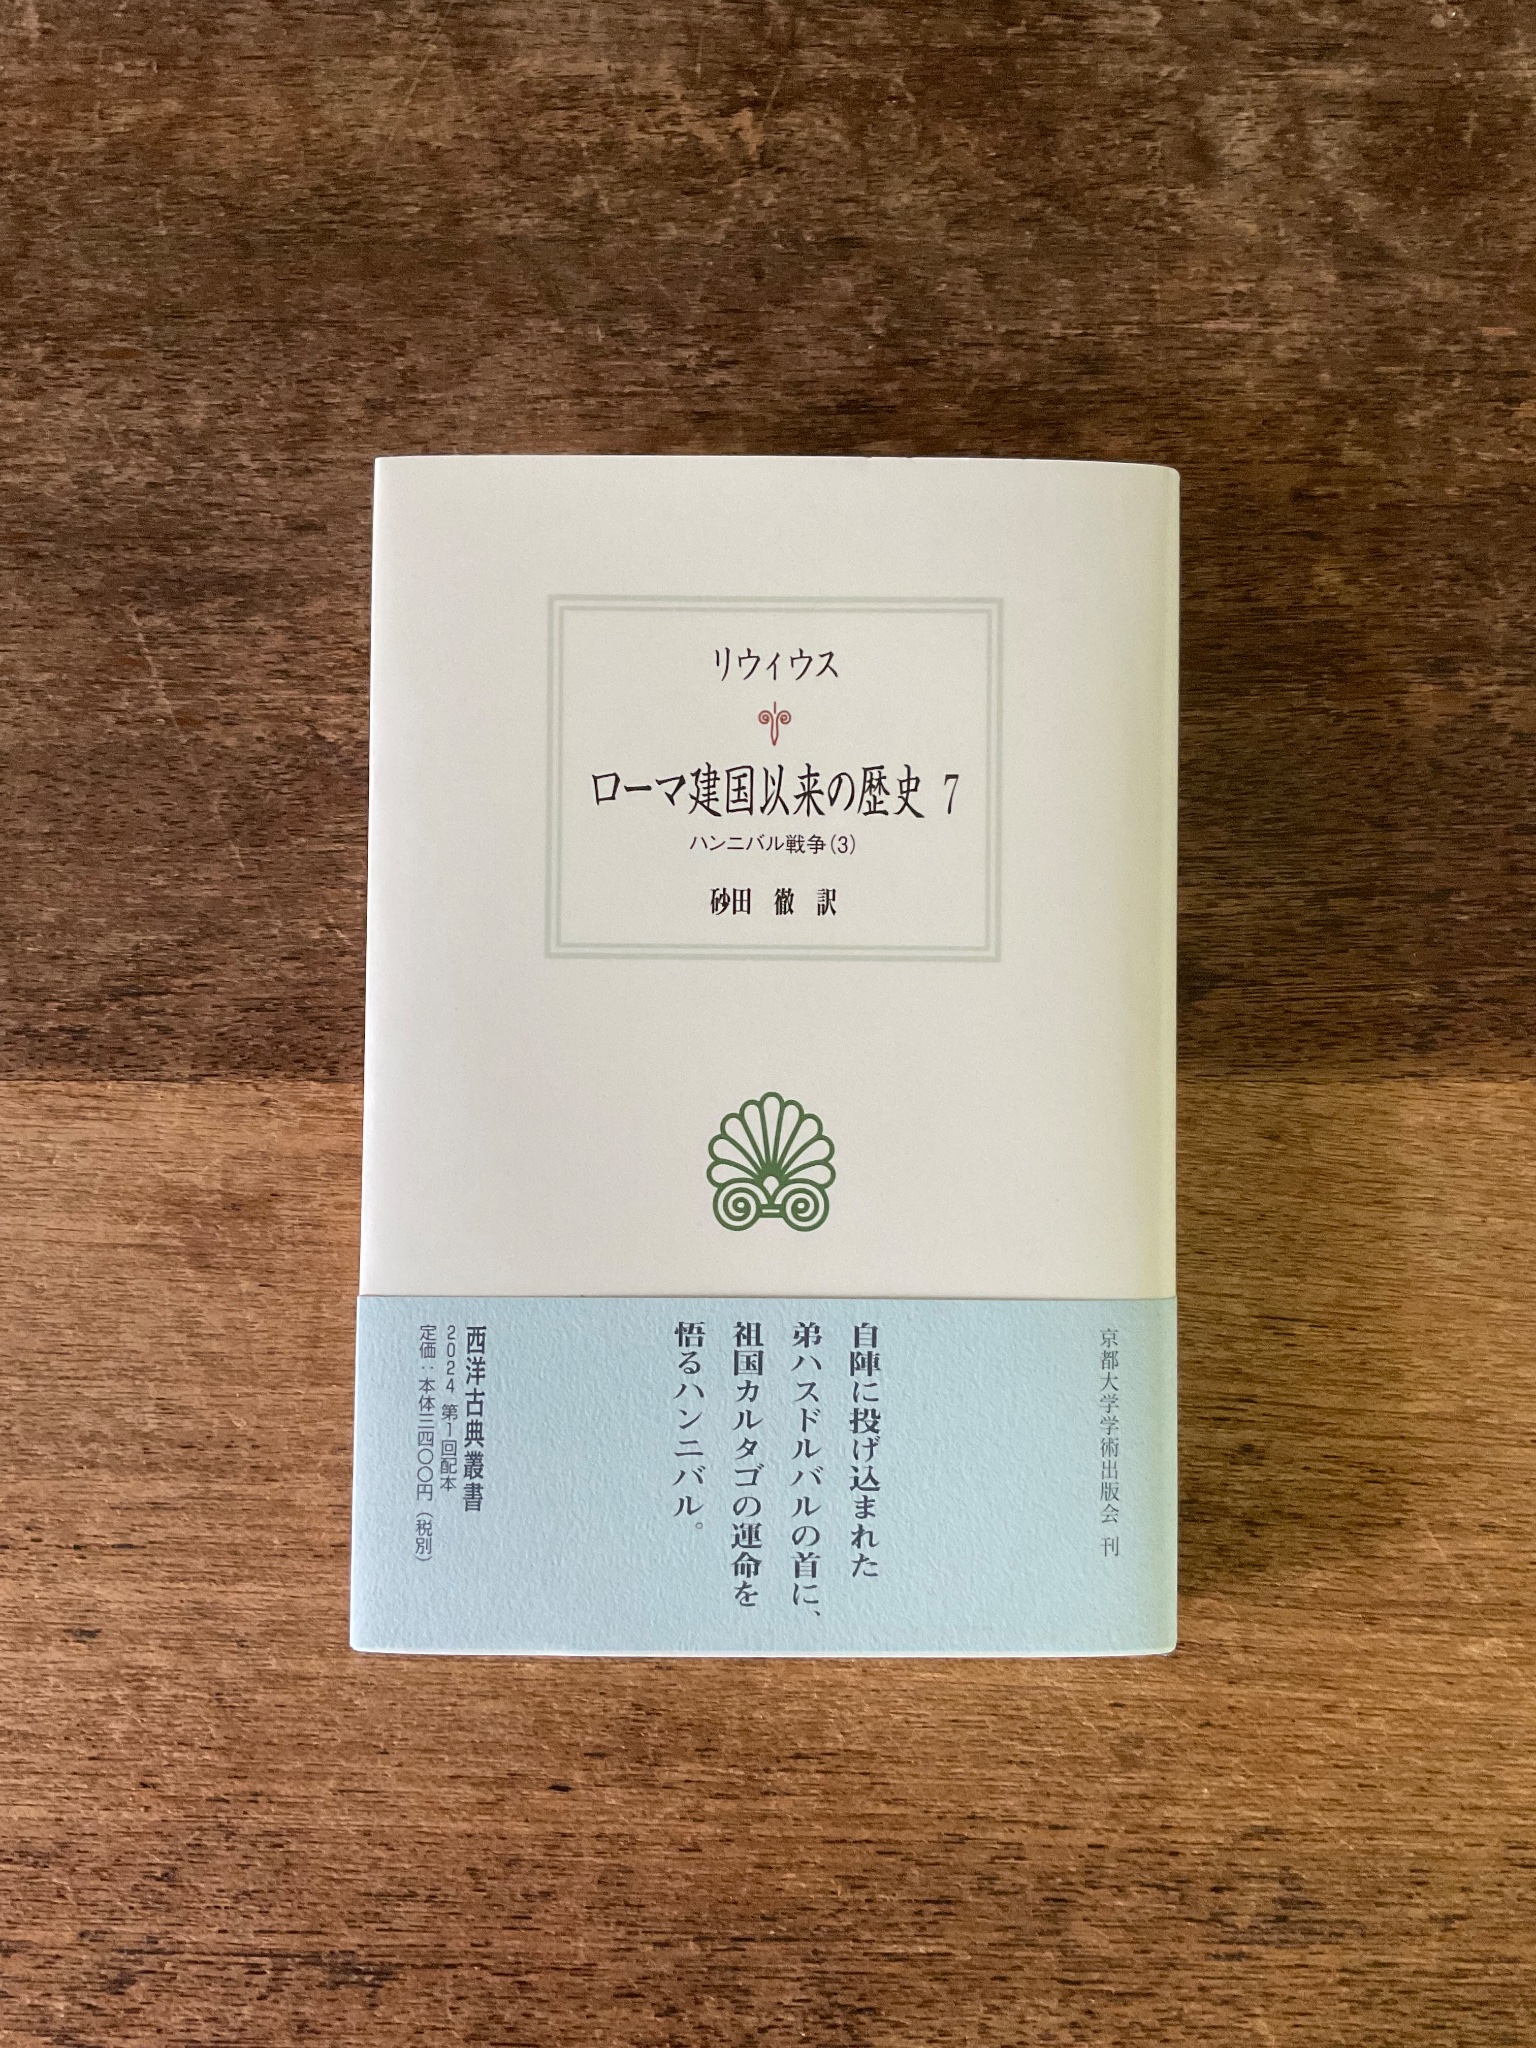 リウィウス
ローマ建国以来の歴史 7
ハンニバル戦争(3)
砂田 徹 訳
京都大学学術出版会 刊
自陣に投げ込まれた
弟ハスドルバルの首に、
祖国カルタゴの運命を
悟るハンニバル。
西洋古典叢書
2024 第1回配本
定価:本体三四〇〇円(税別)